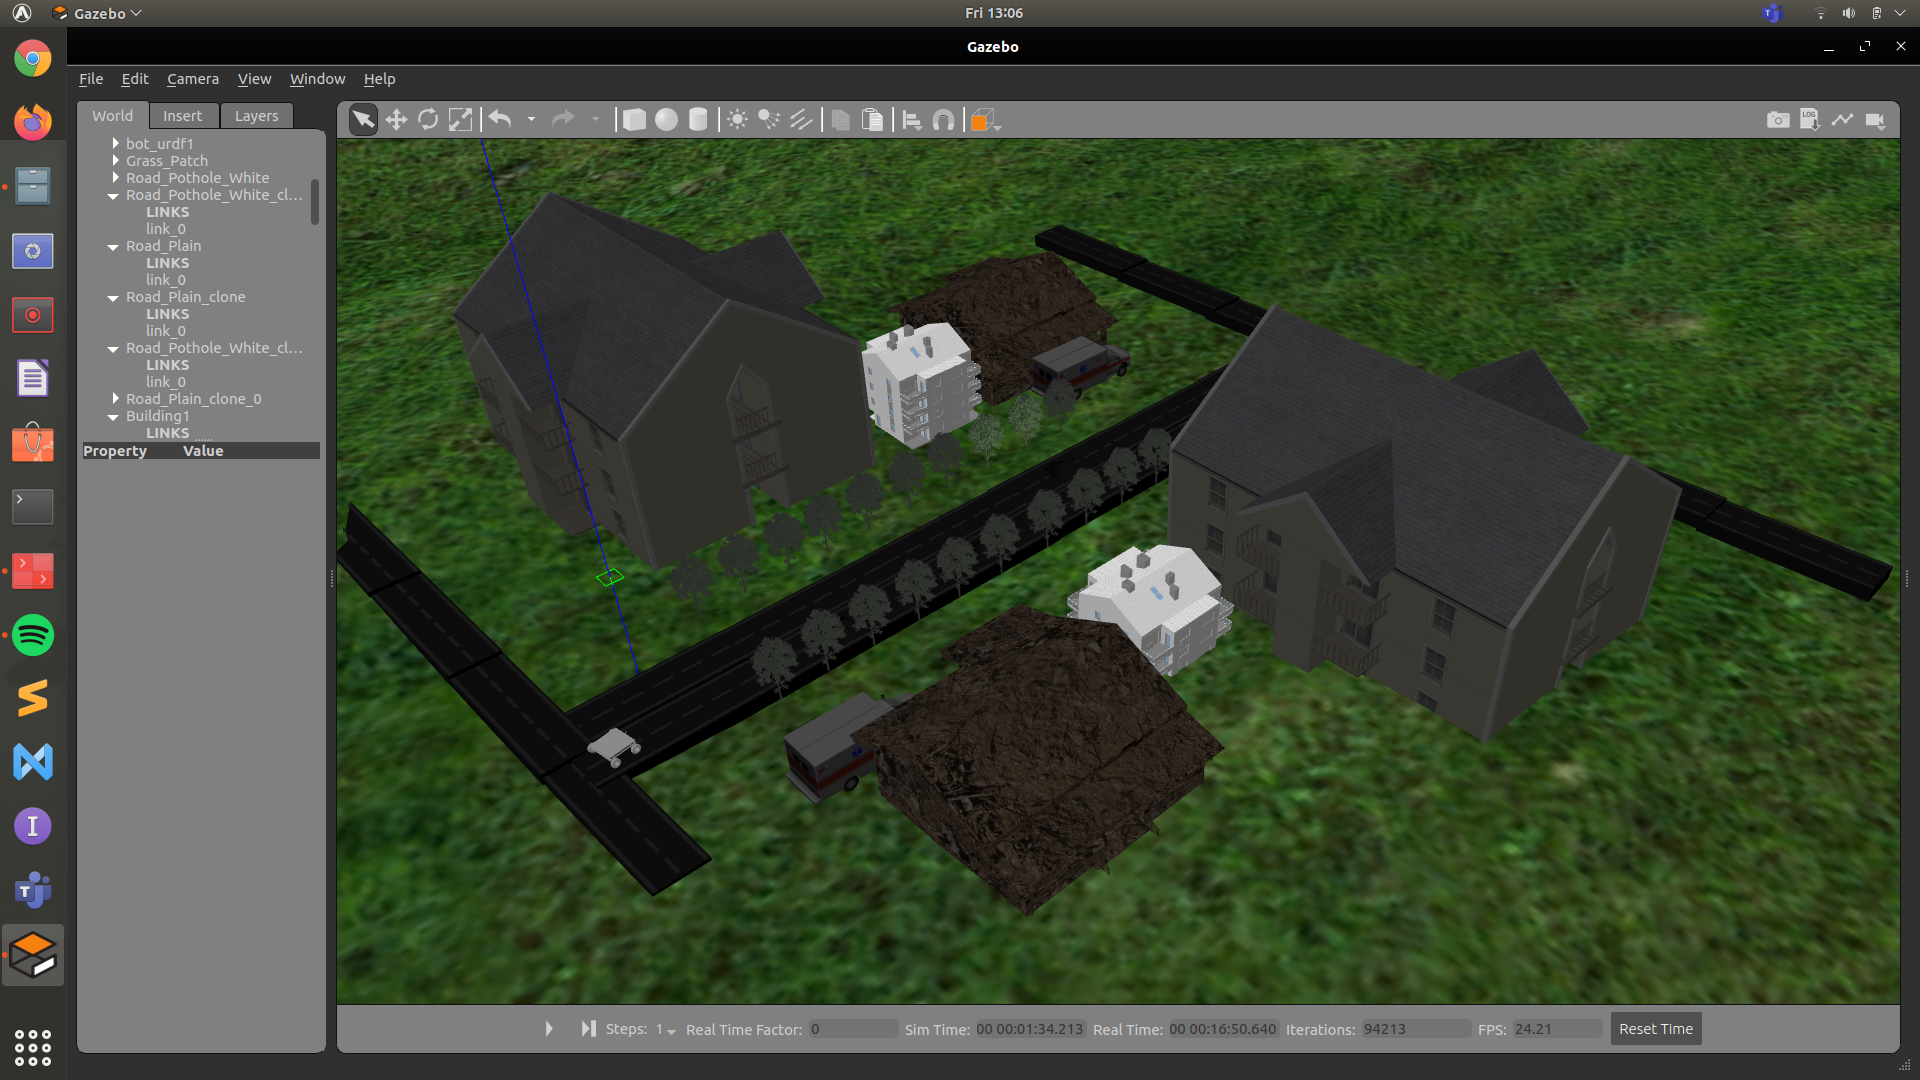 Gazebo
Fri 13:06
Gazebo
File Edit Camera View Window Help
World Insert Layers
LOG
bot_urdf1
Grass_Patch
Road_Pothole_White
Road_Pothole_White_cl...
LINKS
link_0
Road_Plain
LINKS
link_0
Road_Plain_clone
LINKS
link_0
Road_Pothole_White_cl...
LINKS
link_0
Road_Plain_clone_0
Building1
LINKS
Property Value
Steps: 1 Real Time Factor: 0 Sim Time: 00 00:01:34.213 Real Time: 00 00:16:50.640 Iterations: 94213 FPS: 24.21 Reset Time